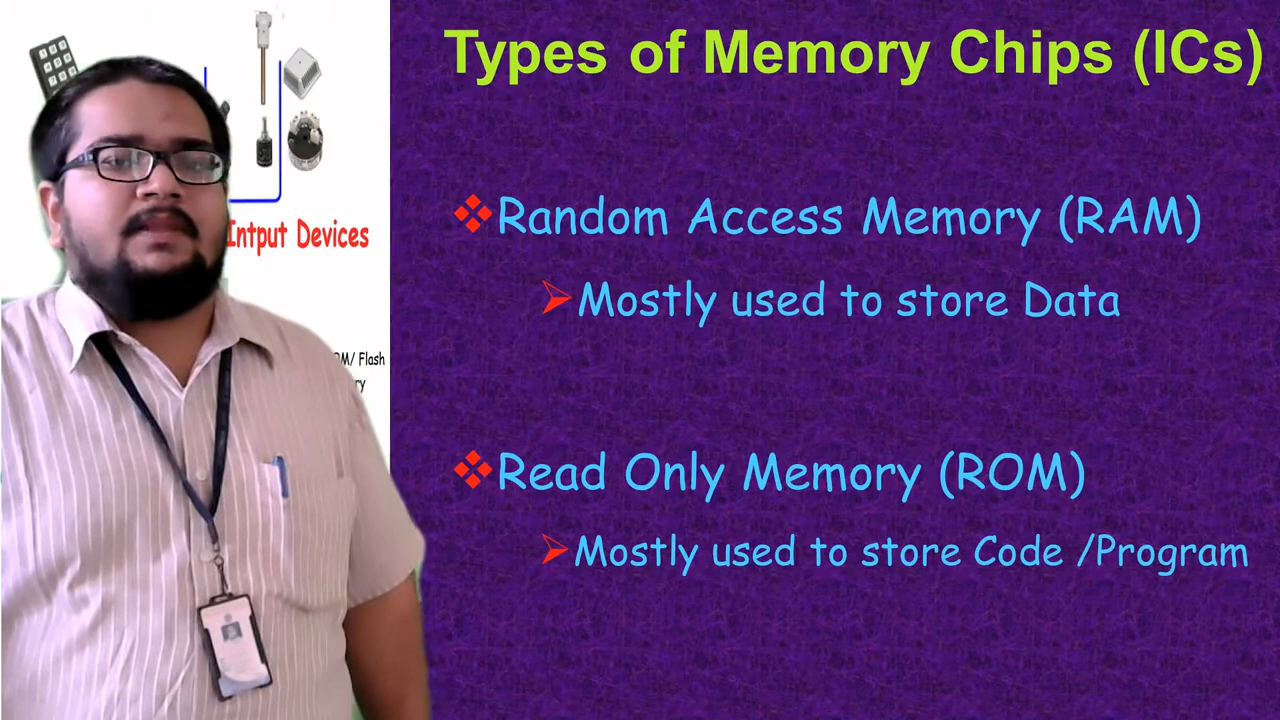 Types of Memory Chips (ICs)
Random Access Memory (RAM)
Mostly used to store Data
Read Only Memory (ROM)
Mostly used to store Code /Program
Intput Devices
OM/ Flash
ry